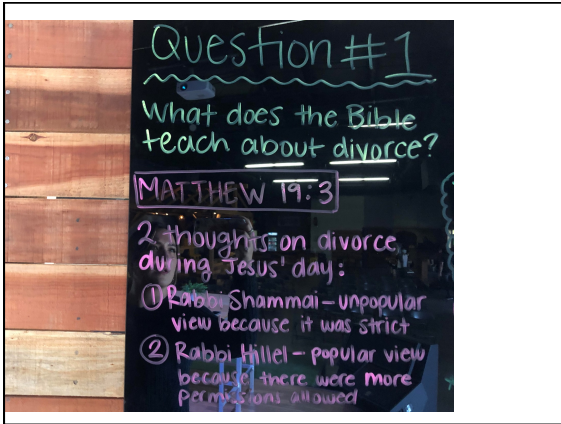 Question #1
What does the Bible
teach about divorce?
MATTHEW 19:3
2 thoughts on divorce
during Jesus' day:
① Rabbi Shammai - unpopular
view because it was strict
② Rabbi Hillel - popular view
because there were more
permissions allowed